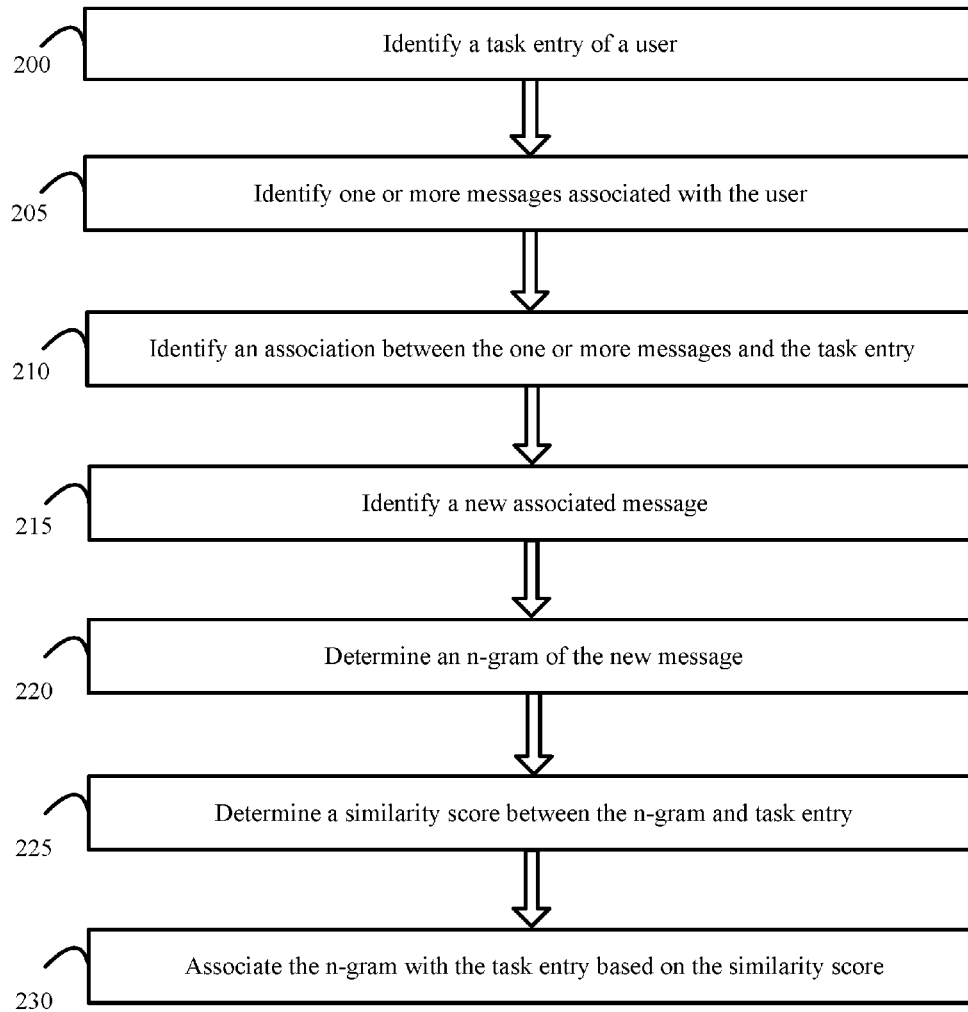 Identify a task entry of a user
200
Identify one or more messages associated with the user
205
Identify an association between the one or more messages and the task entry
210
Identify a new associated message
215
Determine an n-gram of the new message
220
Determine a similarity score between the n-gram and task entry
225
Associate the n-gram with the task entry based on the similarity score
230